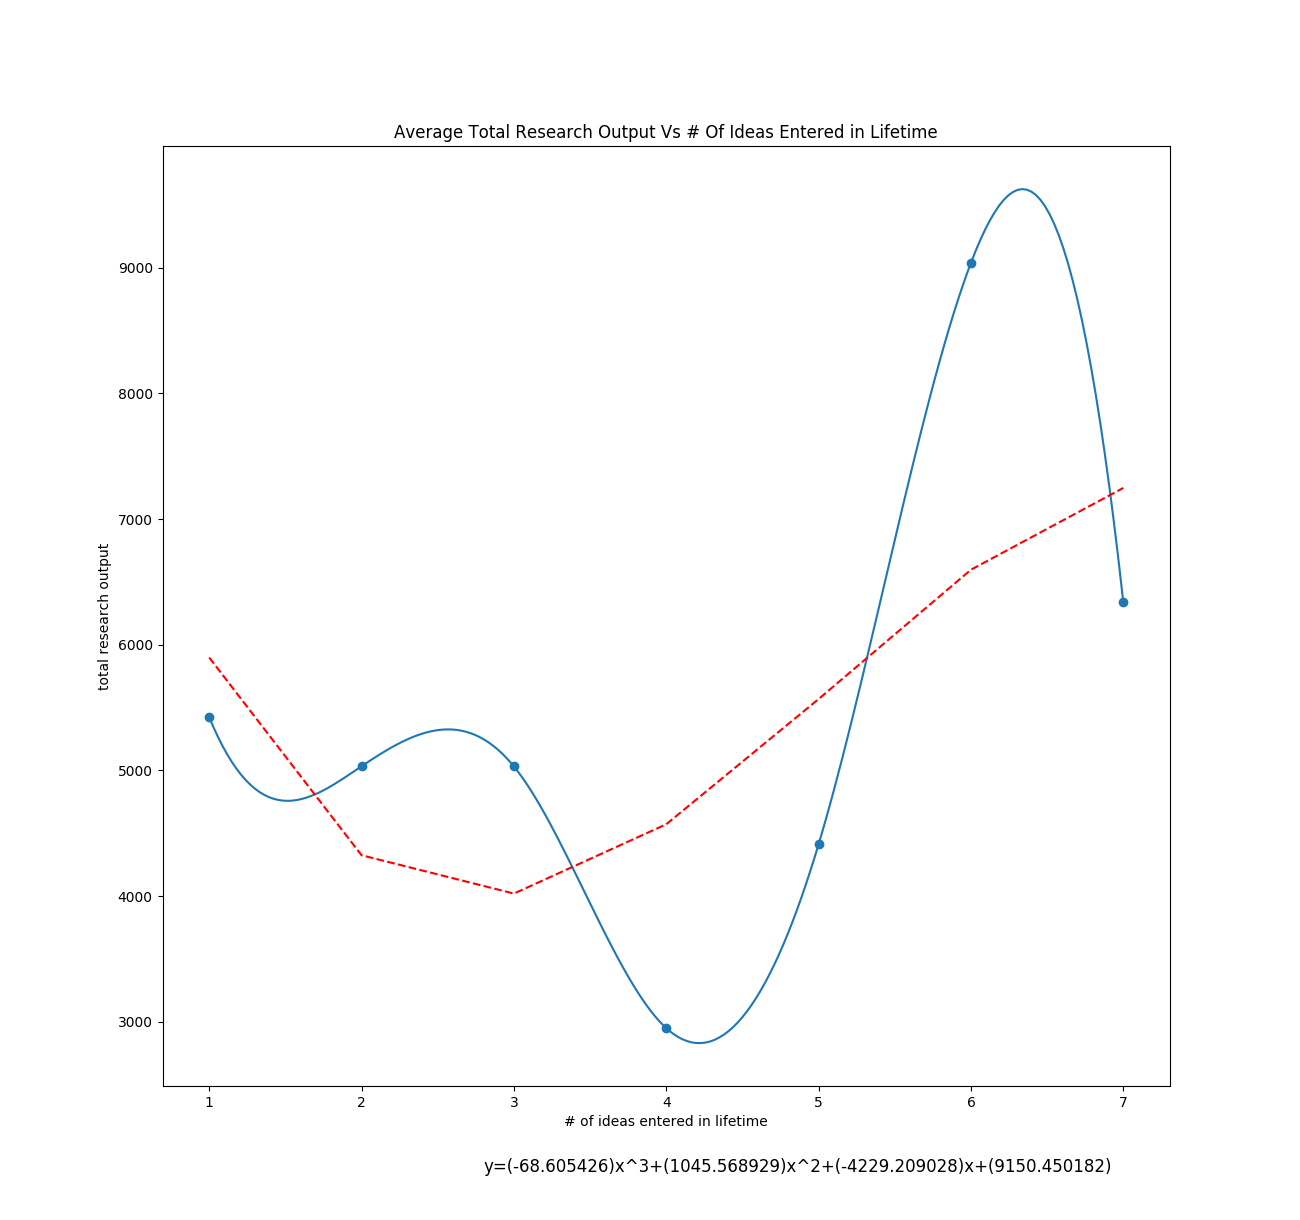 Average Total Research Output Vs # Of Ideas Entered in Lifetime
9000
8000
7000
6000
5000
4000
3000
total research output
1 2 3 4 5 6 7
# of ideas entered in lifetime
y=(-68.605426)x^3+(1045.568929)x^2+(-4229.209028)x+(9150.450182)